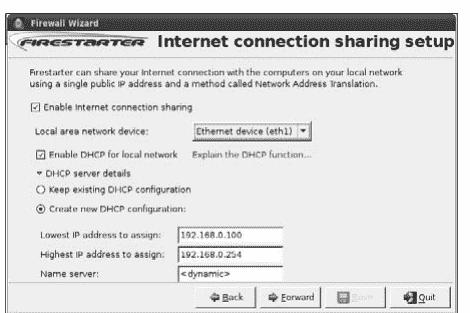 Firewall Wizard
FIRESTARTER Internet connection sharing setup
Firestarter can share your Internet connection with the computers on your local network
using a single public IP address and a method called Network Address Translation.
Enable Internet connection sharing
Local area network device: Ethernet device (eth1)
Enable DHCP for local network Explain the DHCP function...
DHCP server details
Keep existing DHCP configuration
Create new DHCP configuration:
Lowest IP address to assign: 192.168.0.100
Highest IP address to assign: 192.168.0.254
Name server: <dynamic>
Back Forward Save Quit